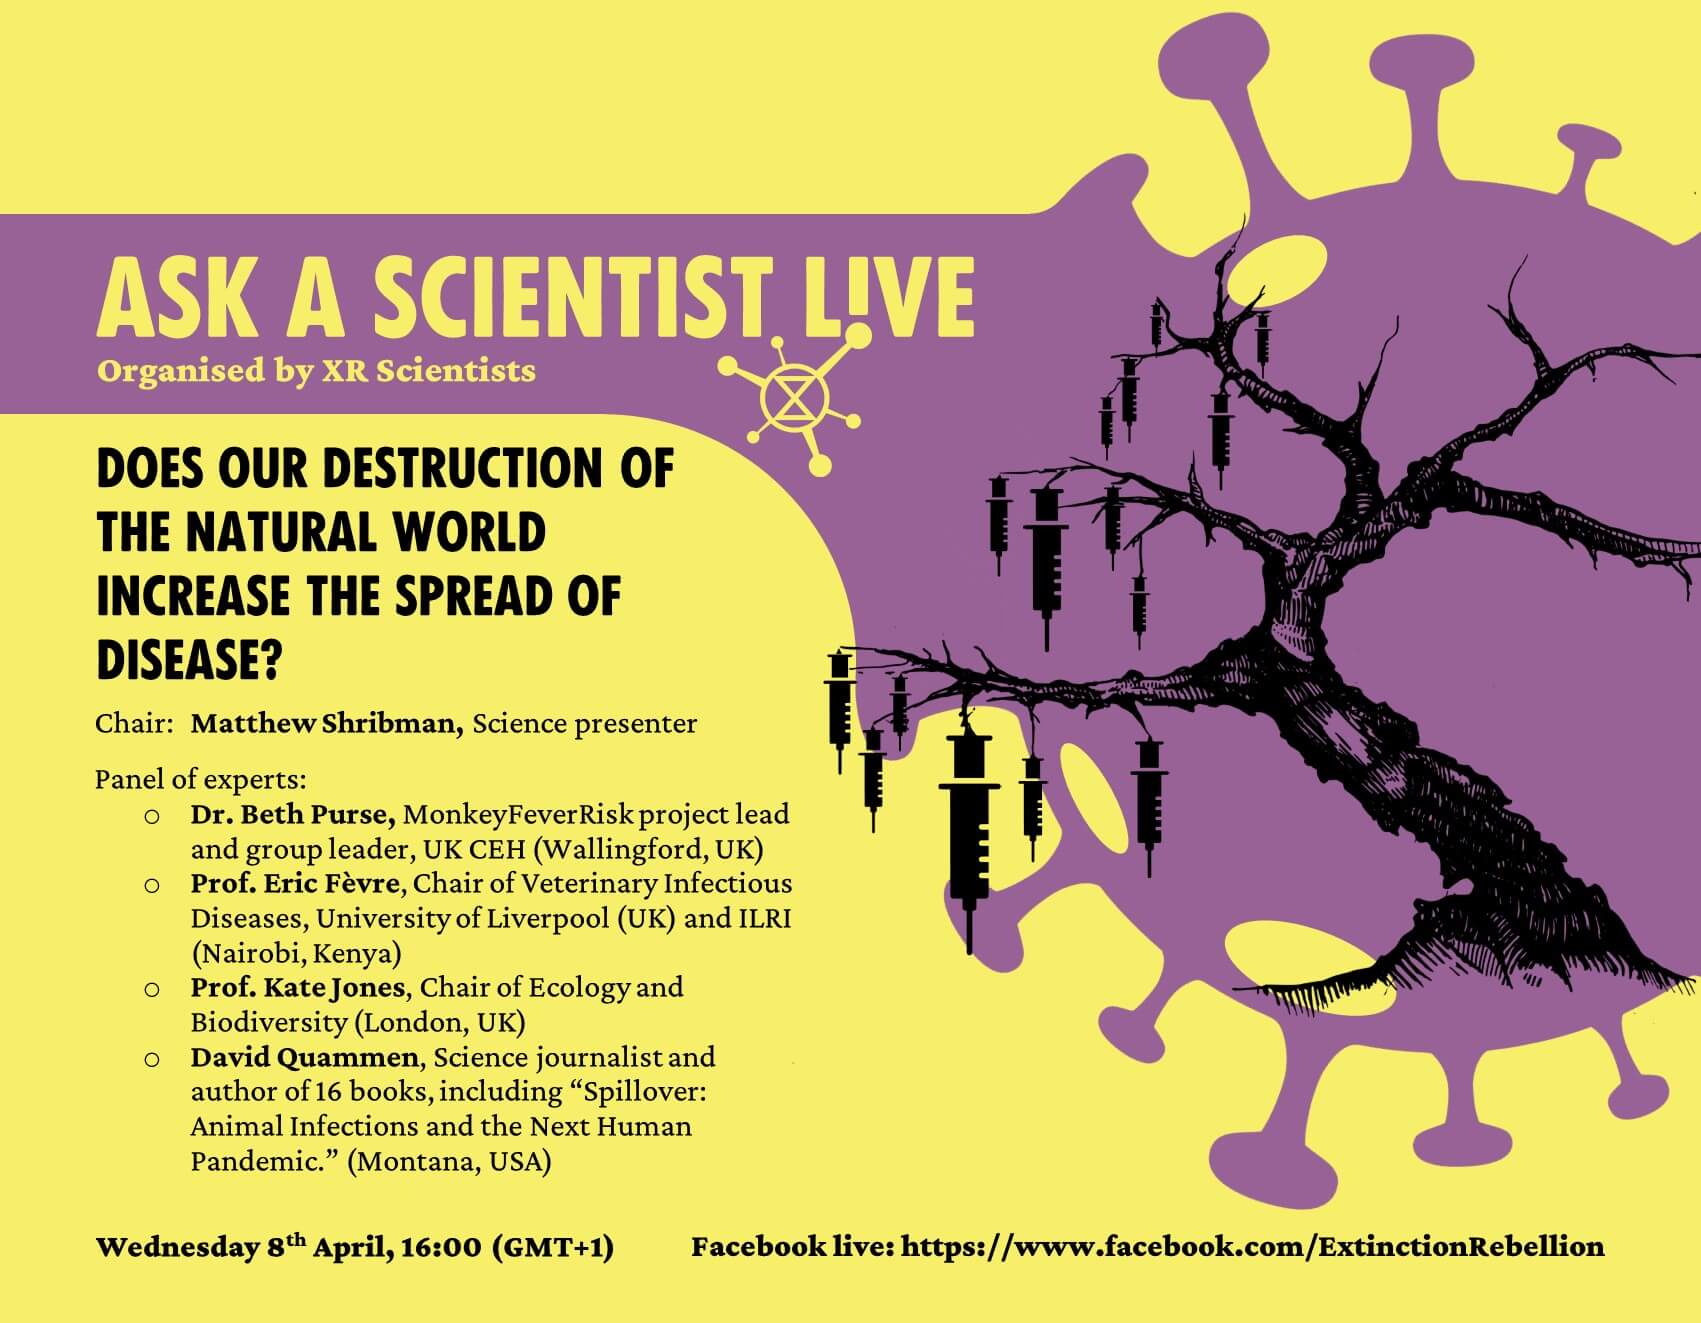 ASK A SCIENTIST L!VE
Organised by XR Scientists
DOES OUR DESTRUCTION OF
THE NATURAL WORLD
INCREASE THE SPREAD OF
DISEASE?
Chair: Matthew Shribman, Science presenter
Panel of experts:
○ Dr. Beth Purse, MonkeyFeverRisk project lead
and group leader, UK CEH (Wallingford, UK)
○ Prof. Eric Fèvre, Chair of Veterinary Infectious
Diseases, University of Liverpool (UK) and ILRI
(Nairobi, Kenya)
○ Prof. Kate Jones, Chair of Ecology and
Biodiversity (London, UK)
○ David Quammen, Science journalist and
author of 16 books, including “Spillover:
Animal Infections and the Next Human
Pandemic.” (Montana, USA)
Wednesday 8th April, 16:00 (GMT+1) Facebook live: https://www.facebook.com/ExtinctionRebellion